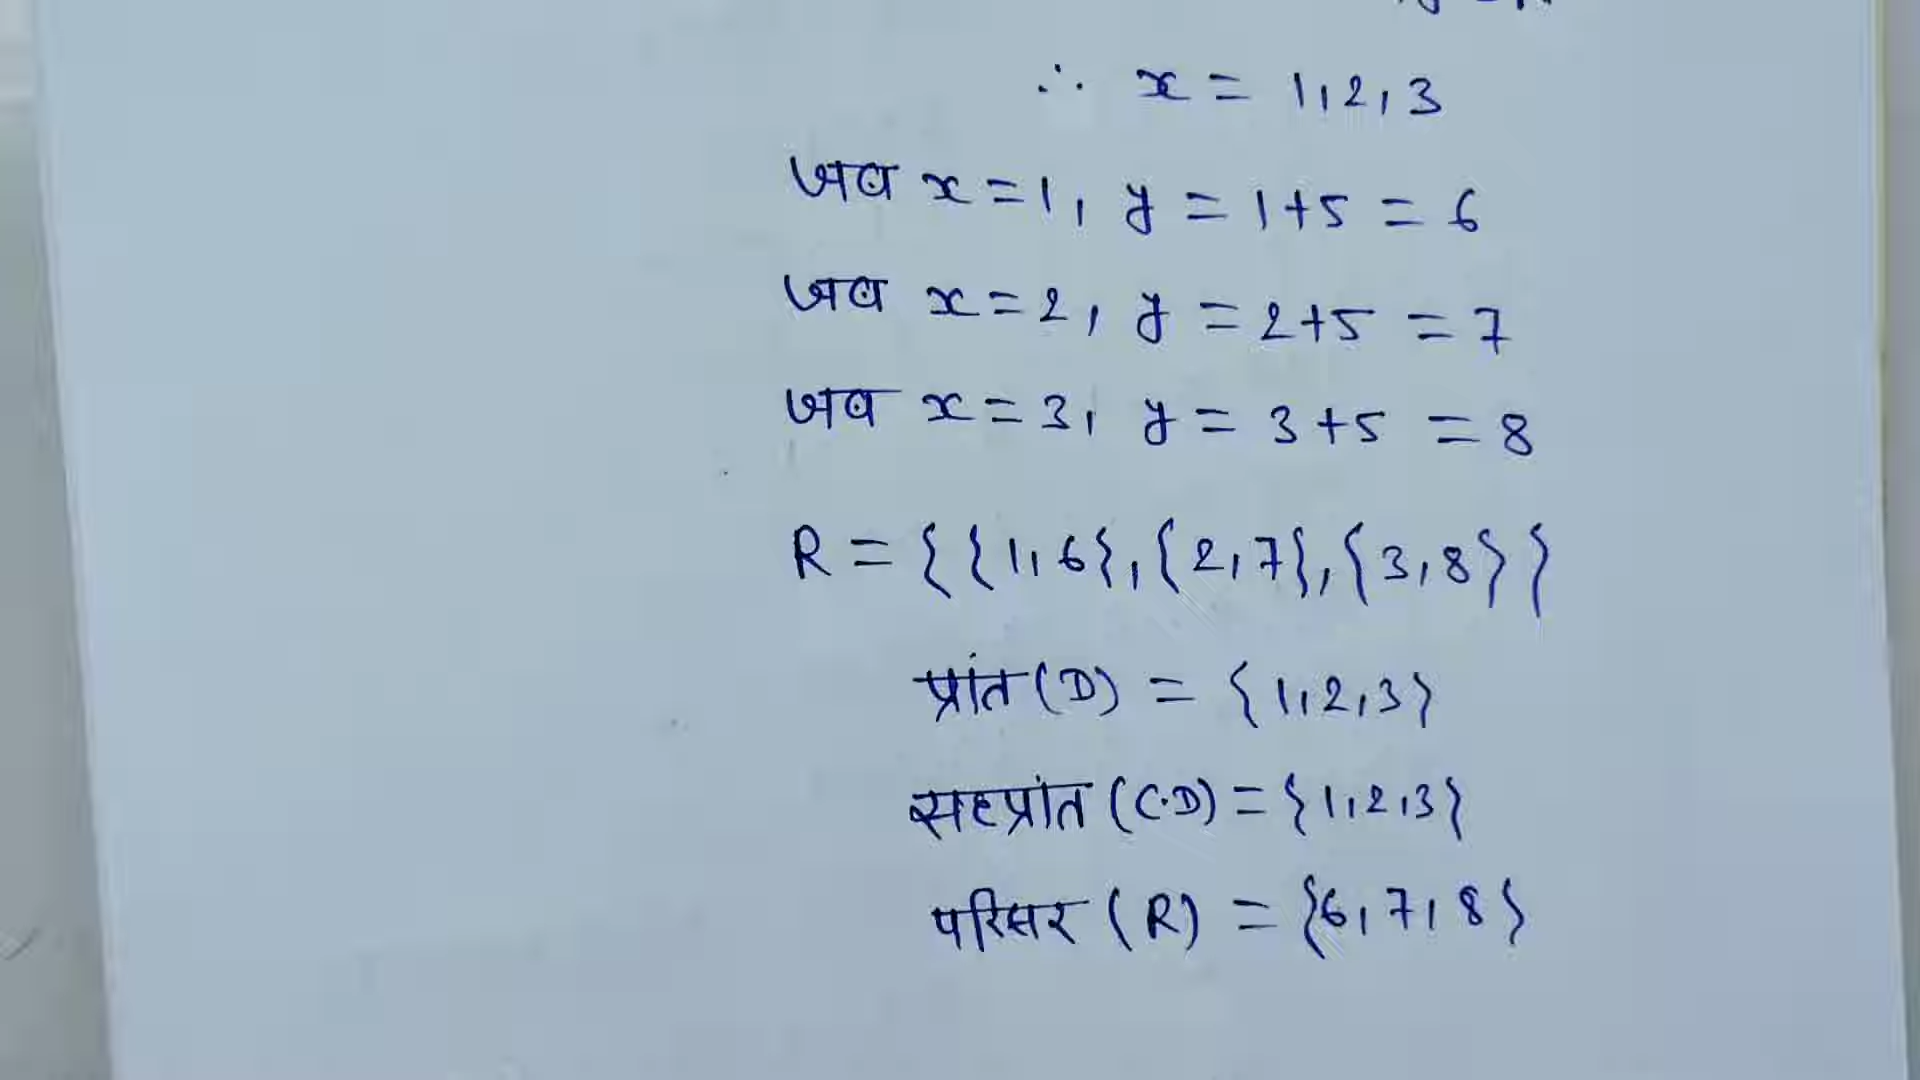 ∴ x = 1, 2, 3
जब x = 1, y = 1+5 = 6
जब x = 2, y = 2+5 = 7
जब x = 3, y = 3+5 = 8
R = {{1, 6}, {2, 7}, {3, 8}}
प्रांत (D) = {1, 2, 3}
सहप्रांत (C.D) = {1, 2, 3}
परिसर (R) = {6, 7, 8}